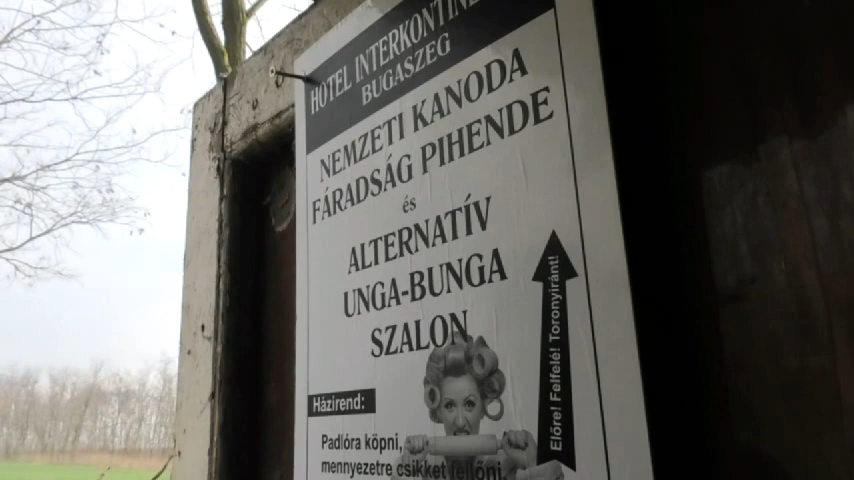 HOTEL INTERKONTINE
BUGASZEG
NEMZETI KANODA
FÁRADSÁG PIHENDE
és
ALTERNATÍV
UNGA-BUNGA
SZALON
Előre! Felfelé! Toronyiránt!
Házirend:
Padlóra köpni,
mennyezetre csikket fellőni,